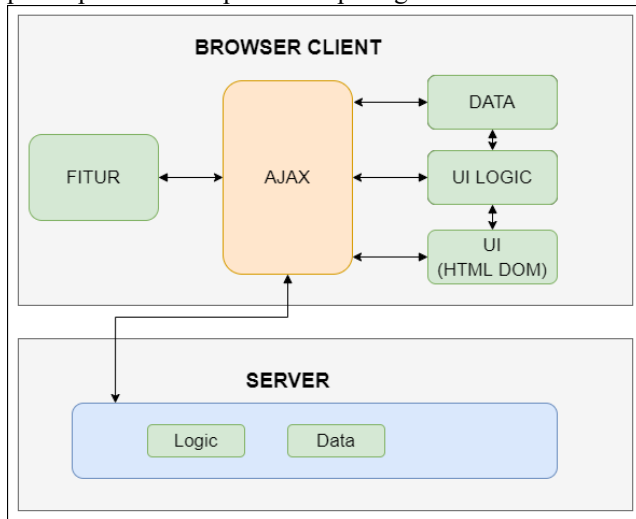 BROWSER CLIENT
DATA
FITUR
AJAX
UI LOGIC
UI
(HTML DOM)
SERVER
Logic
Data